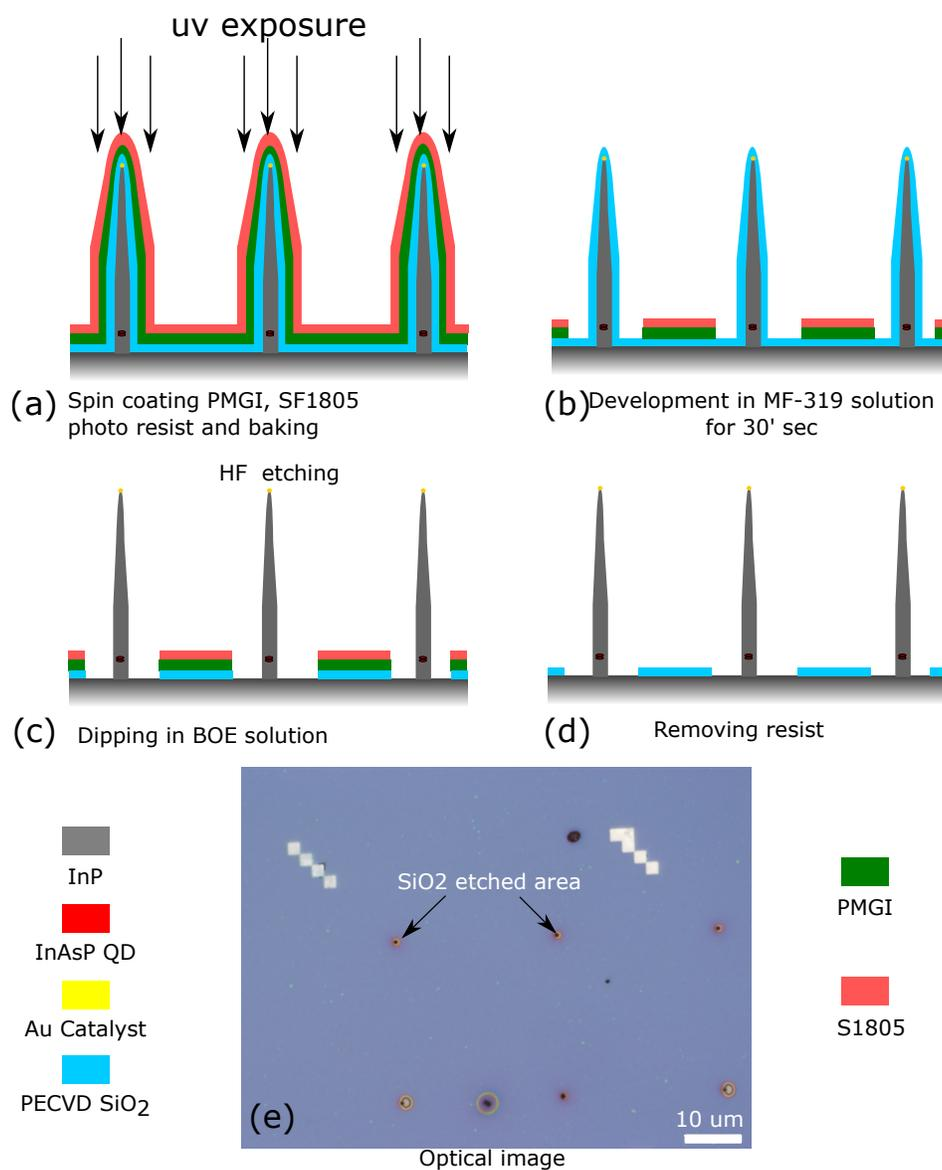 uv exposure
(a) Spin coating PMGI, SF1805
photo resist and baking
(b) Development in MF-319 solution
for 30' sec
HF etching
(c) Dipping in BOE solution
(d) Removing resist
InP
InAsP QD
Au Catalyst
PECVD SiO2
SiO2 etched area
(e)
10 um
Optical image
PMGI
S1805